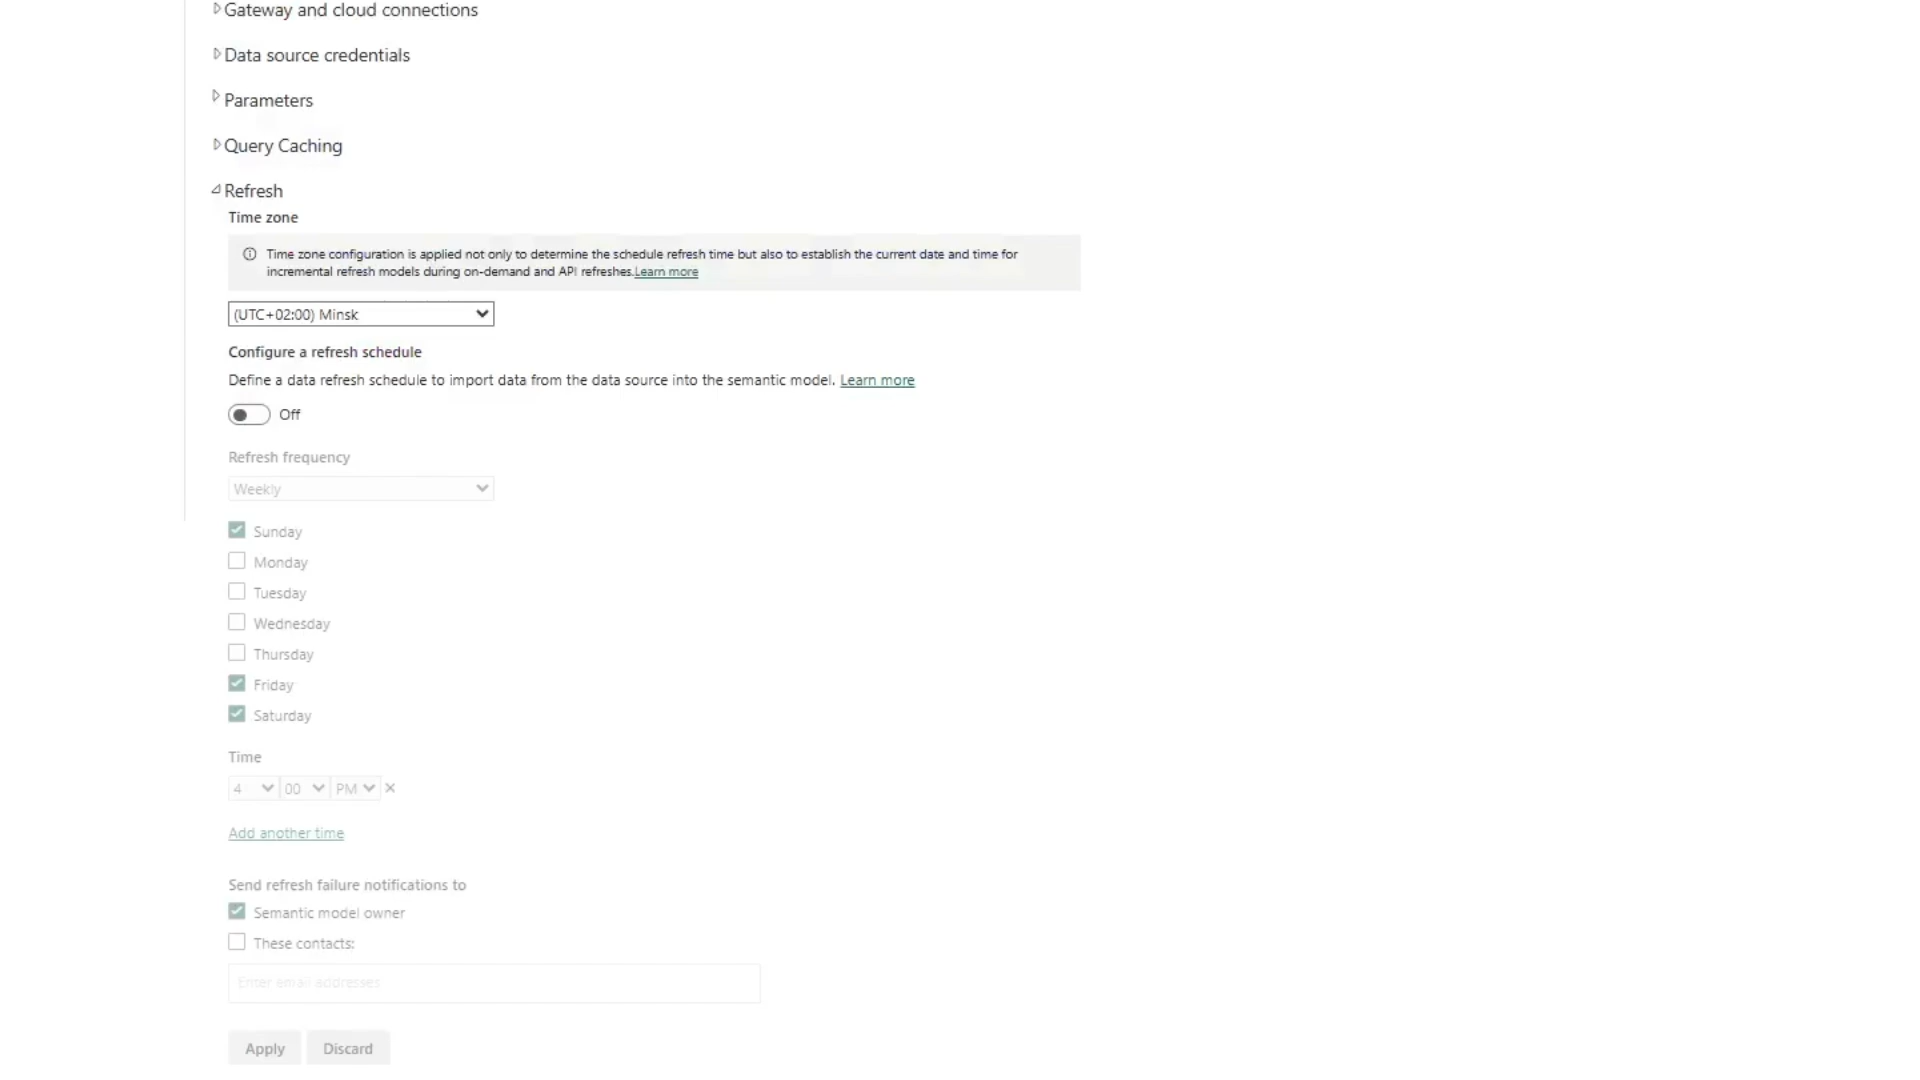 Gateway and cloud connections
Data source credentials
Parameters
Query Caching
Refresh
Time zone
Time zone configuration is applied not only to determine the schedule refresh time but also to establish the current date and time for
incremental refresh models during on-demand and API refreshes.Learn more
(UTC+02:00) Minsk
Configure a refresh schedule
Define a data refresh schedule to import data from the data source into the semantic model. Learn more
Off
Refresh frequency
Weekly
Sunday
Monday
Tuesday
Wednesday
Thursday
Friday
Saturday
Time
4 00 PM
Add another time
Send refresh failure notifications to
Semantic model owner
These contacts:
Enter email addresses
Apply Discard